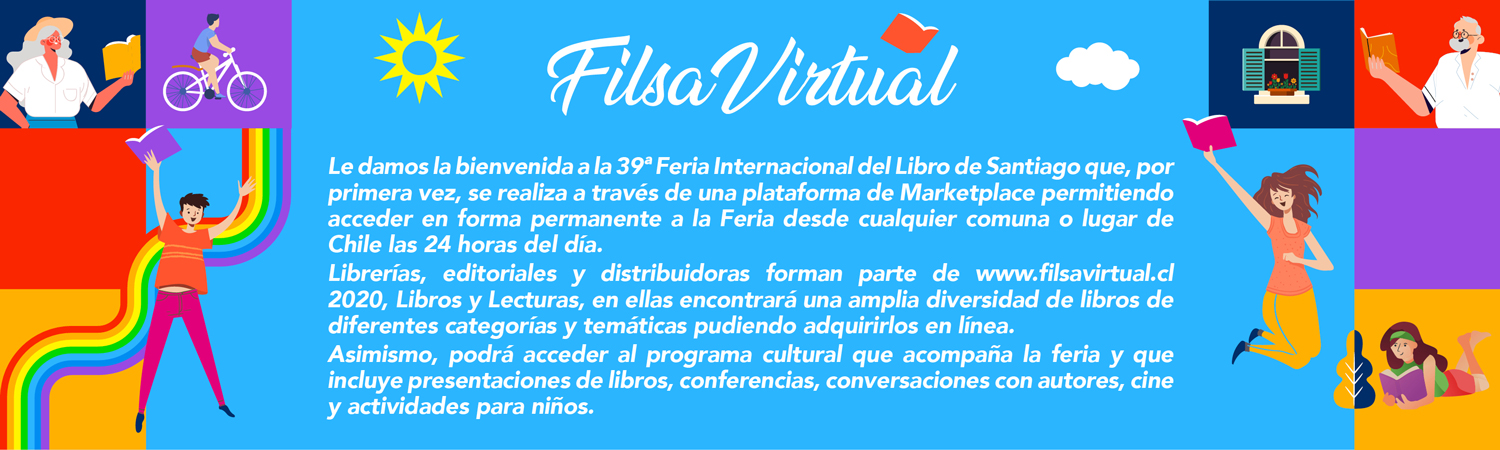 Filsa Virtual
Le damos la bienvenida a la 39ª Feria Internacional del Libro de Santiago que, por
primera vez, se realiza a través de una plataforma de Marketplace permitiendo
acceder en forma permanente a la Feria desde cualquier comuna o lugar de
Chile las 24 horas del día.
Librerías, editoriales y distribuidoras forman parte de www.filsavirtual.cl
2020, Libros y Lecturas, en ellas encontrará una amplia diversidad de libros de
diferentes categorías y temáticas pudiendo adquirirlos en línea.
Asimismo, podrá acceder al programa cultural que acompaña la feria y que
incluye presentaciones de libros, conferencias, conversaciones con autores, cine
y actividades para niños.